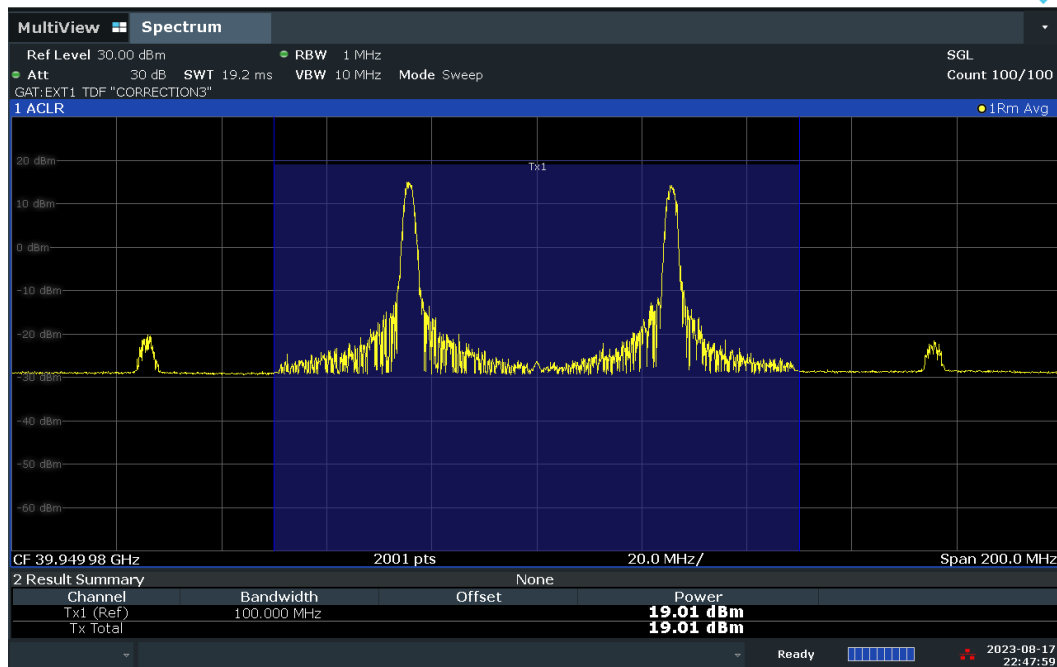 MultiView Spectrum
Ref Level 30.00 dBm RBW 1 MHz SGL
Att 30 dB SWT 19.2 ms VBW 10 MHz Mode Sweep Count 100/100
GAT:EXT1 TDF "CORRECTION3"
1 ACLR 1Rm Avg
20 dBm
Tx1
10 dBm
0 dBm
-10 dBm
-20 dBm
-30 dBm
-40 dBm
-50 dBm
-60 dBm
CF 39.94998 GHz 2001 pts 20.0 MHz/ Span 200.0 MHz
2 Result Summary None
Channel Bandwidth Offset Power
Tx1 (Ref) 100.000 MHz 19.01 dBm
Tx Total 19.01 dBm
Ready 2023-08-17
22:47:59